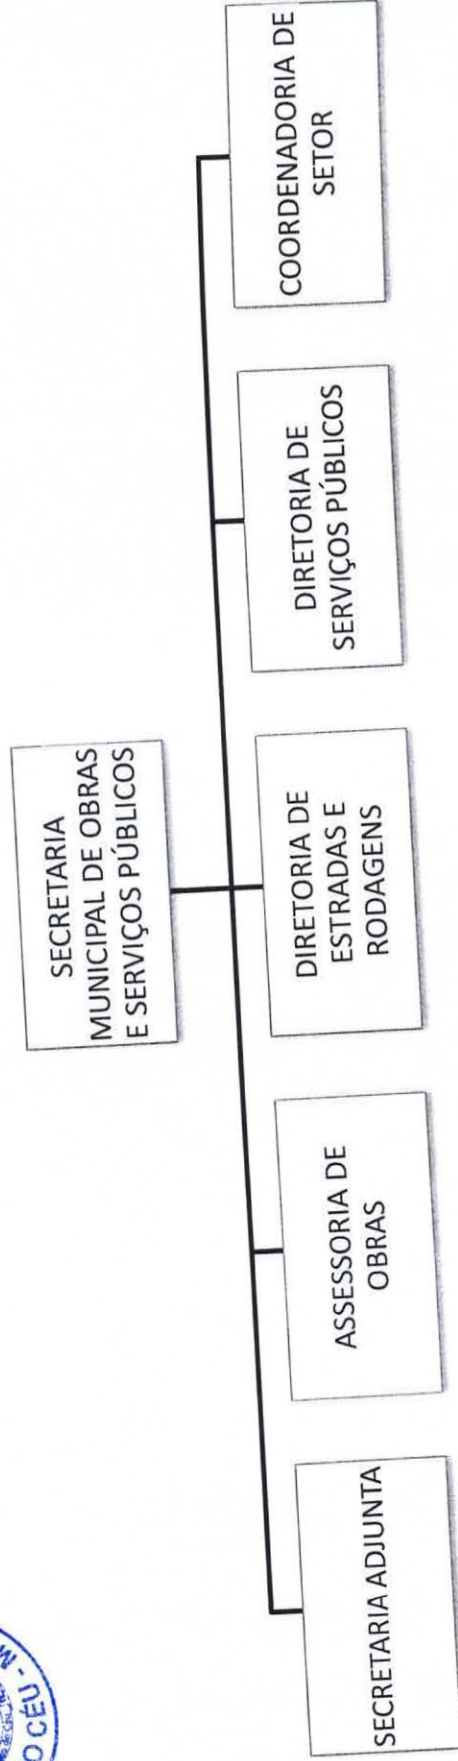 SECRETARIA
MUNICIPAL DE OBRAS
E SERVIÇOS PÚBLICOS
SECRETARIA ADJUNTA
ASSESSORIA DE
OBRAS
DIRETORIA DE
ESTRADAS E
RODAGENS
DIRETORIA DE
SERVIÇOS PÚBLICOS
COORDENADORIA DE
SETOR
O CÉU - M